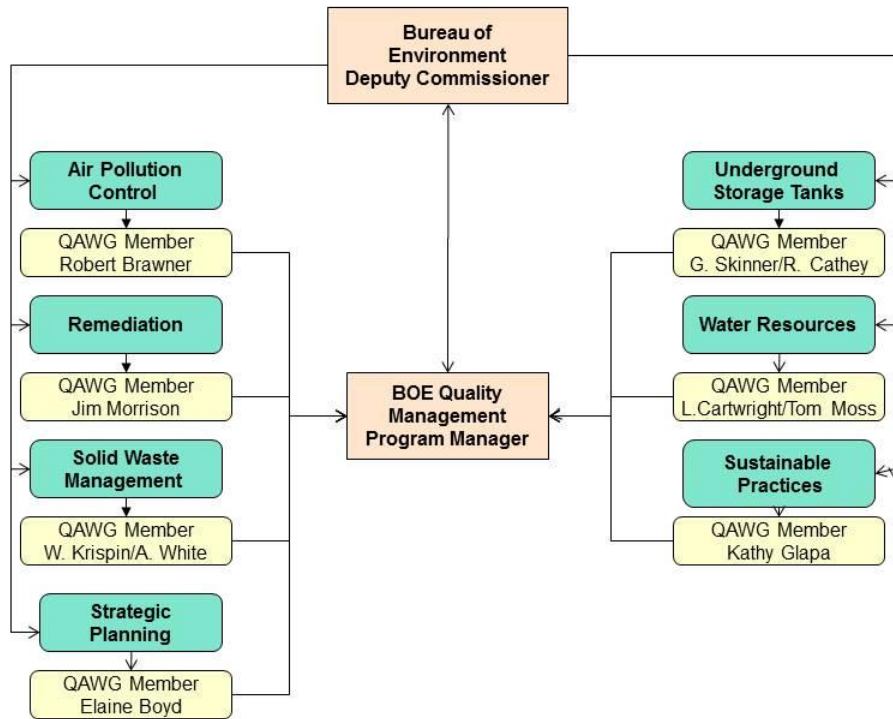 Bureau of
Environment
Deputy Commissioner
Air Pollution
Control
QAWG Member
Robert Brawner
Remediation
QAWG Member
Jim Morrison
Solid Waste
Management
QAWG Member
W. Krispin/A. White
Strategic
Planning
QAWG Member
Elaine Boyd
BOE Quality
Management
Program Manager
Underground
Storage Tanks
QAWG Member
G. Skinner/R. Cathey
Water Resources
QAWG Member
L.Cartwright/Tom Moss
Sustainable
Practices
QAWG Member
Kathy Glapa